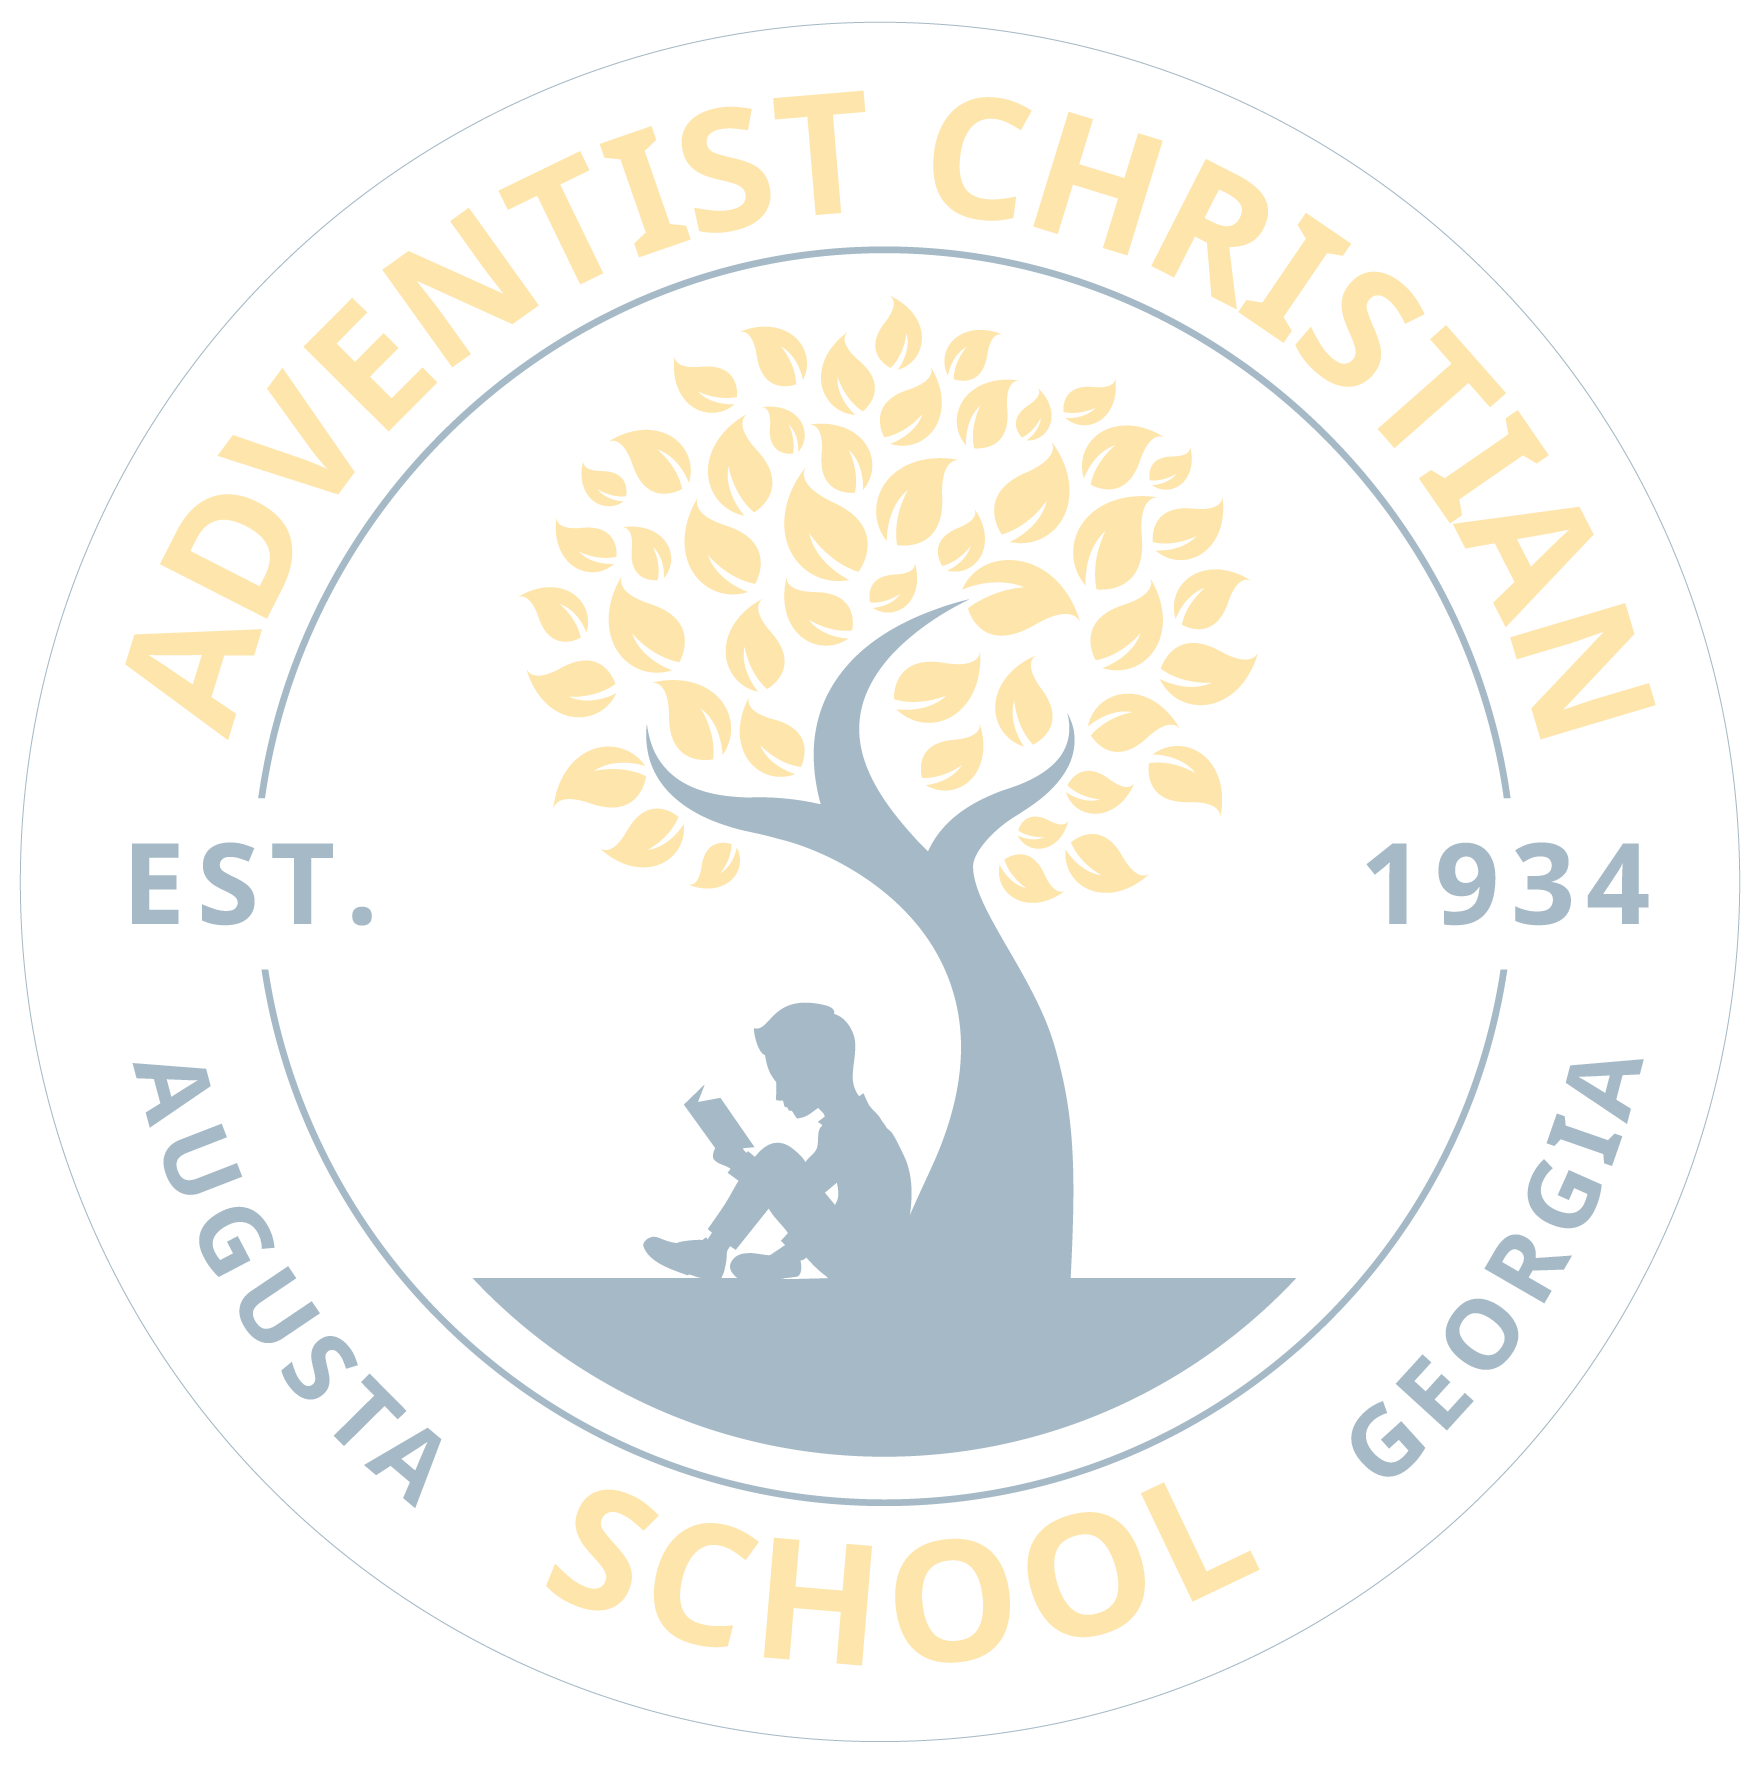 ADVENTIST CHRISTIAN
EST. 1934
AUGUSTA GEORGIA
SCHOOL